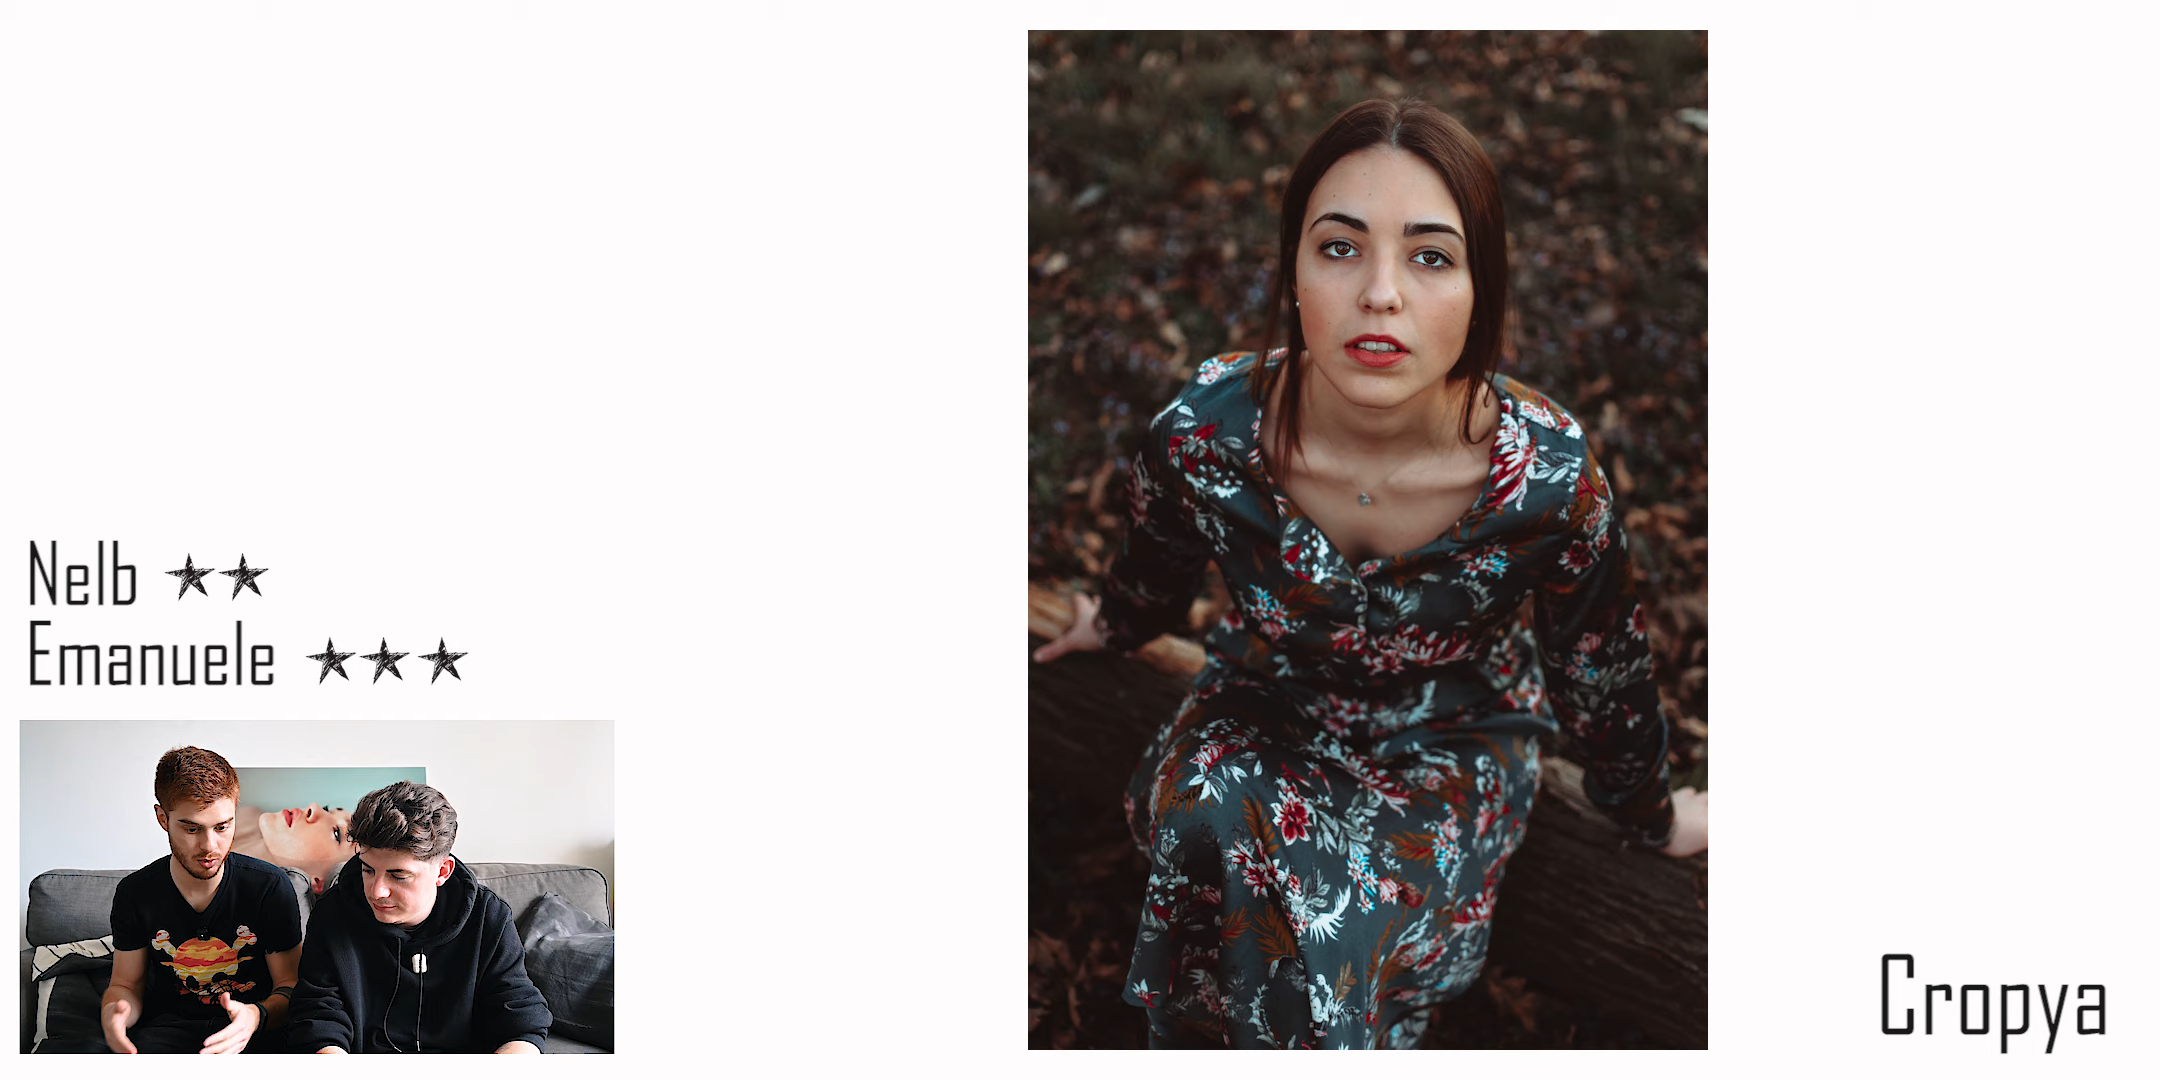 Nelb ★★
Emanuele ★★★
Cropya